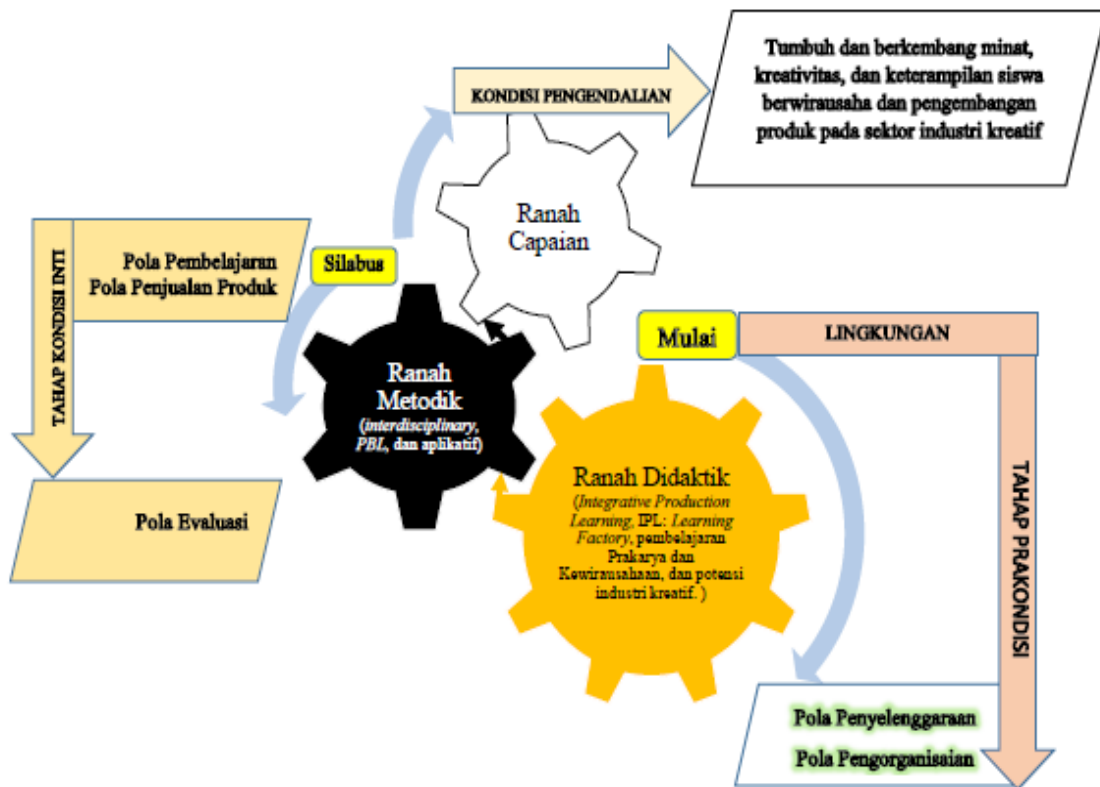 Tumbuh dan berkembang minat,
kreativitas, dan keterampilan siswa
berwirausaha dan pengembangan
produk pada sektor industri kreatif
KONDISI PENGENDALIAN
Ranah
Capaian
TAHAP KONDISI INTI
Pola Pembelajaran
Pola Penjualan Produk
Silabus
Pola Evaluasi
Ranah
Metodik
(interdisciplinary,
PBL, dan aplikatif)
Mulai
LINGKUNGAN
Ranah Didaktik
(Integrative Production
Learning, IPL: Learning
Factory, pembelajaran
Prakarya dan
Kewirausahaan, dan potensi
industri kreatif. )
TAHAP PRAKONDISI
Pola Penyelenggaraan
Pola Pengorganisaian